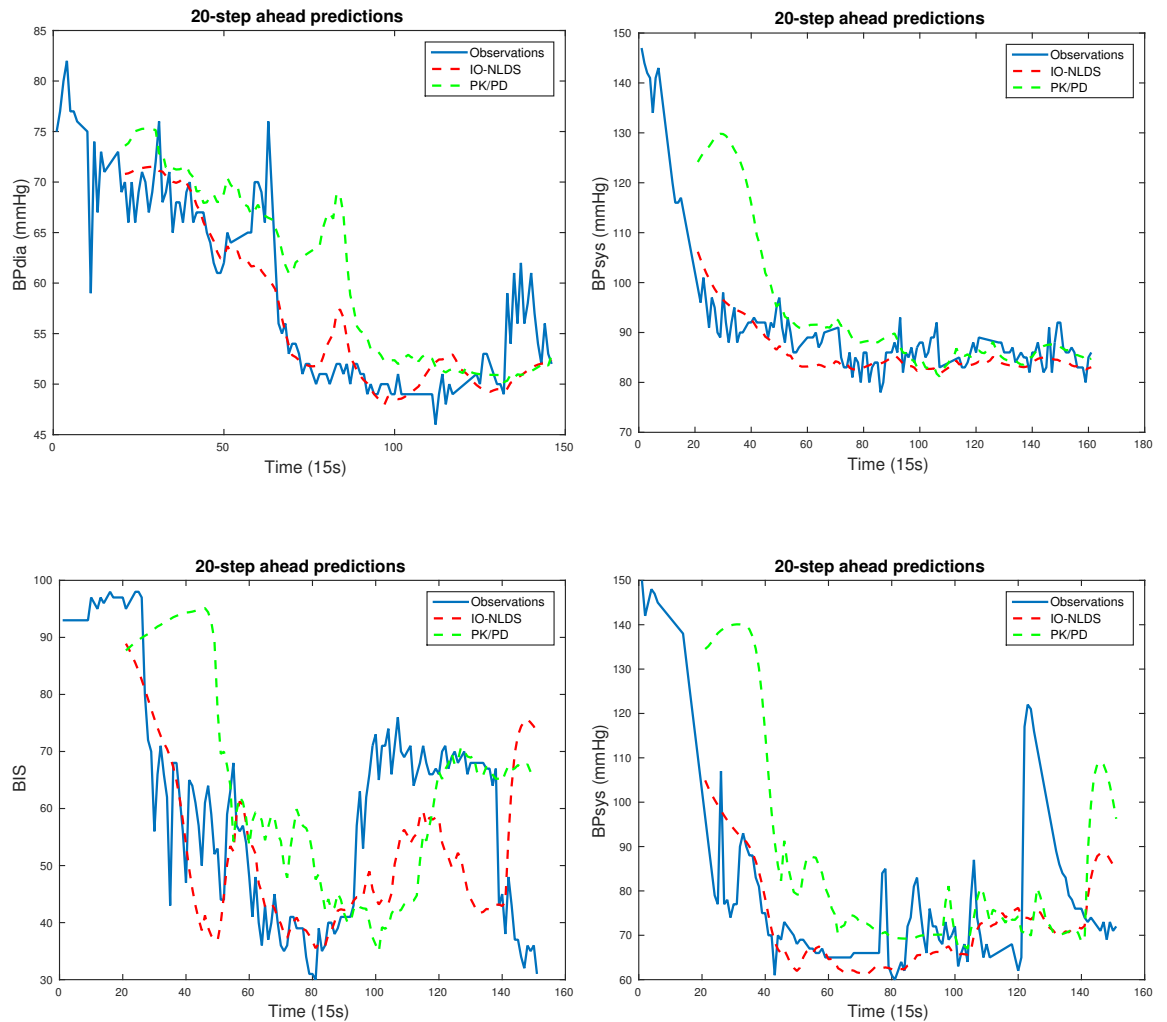 20-step ahead predictions
85
80
75
70
65
60
55
50
45
BPdia (mmHg)
Observations
IO-NLDS
PK/PD
0
50
100
150
Time (15s)
20-step ahead predictions
150
140
130
120
110
100
90
80
70
BPsys (mmHg)
Observations
IO-NLDS
PK/PD
0
20
40
60
80
100
120
140
160
180
Time (15s)
20-step ahead predictions
100
90
80
70
60
50
40
30
BIS
Observations
IO-NLDS
PK/PD
0
20
40
60
80
100
120
140
160
Time (15s)
20-step ahead predictions
150
140
130
120
110
100
90
80
70
60
BPsys (mmHg)
Observations
IO-NLDS
PK/PD
0
20
40
60
80
100
120
140
160
Time (15s)